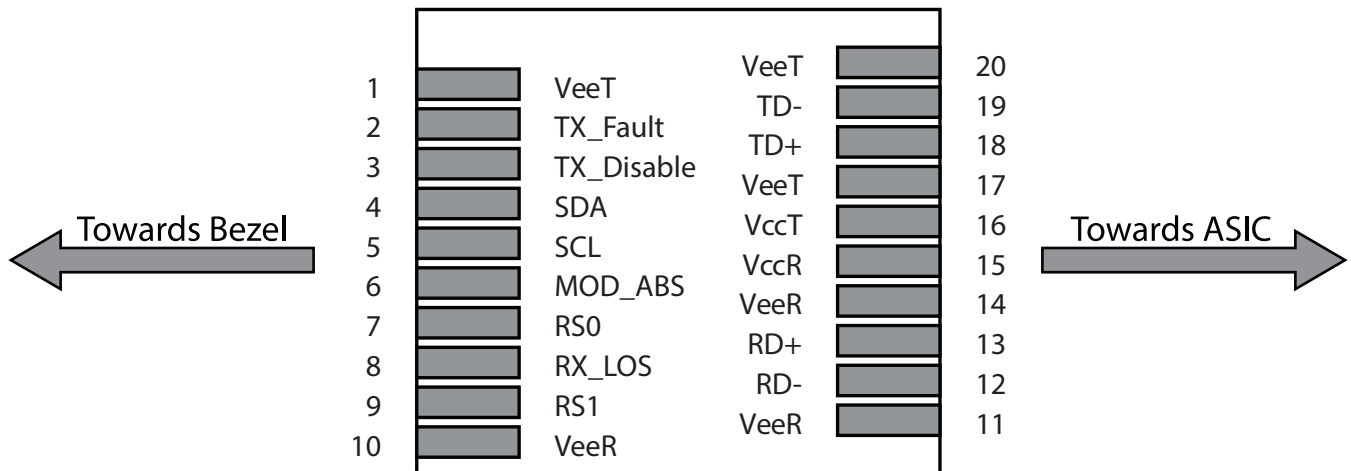 VeeT 20
1 VeeT
TD- 19
2 TX_Fault
TD+ 18
3 TX_Disable
VeeT 17
4 SDA
VccT 16
Towards Bezel
Towards ASIC
5 SCL
VccR 15
6 MOD_ABS
VeeR 14
7 RS0
RD+ 13
8 RX_LOS
RD- 12
9 RS1
VeeR 11
10 VeeR